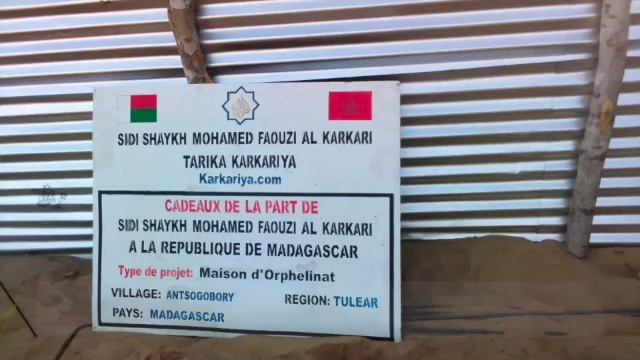 SIDI SHAYKH MOHAMED FAOUZI AL KARKARI
TARIKA KARKARIYA
Karkariya.com
CADEAUX DE LA PART DE
SIDI SHAYKH MOHAMED FAOUZI AL KARKARI
A LA REPUBLIQUE DE MADAGASCAR
Type de projet: Maison d'Orphelinat
VILLAGE: ANTSOGOBORY REGION: TULEAR
PAYS: MADAGASCAR